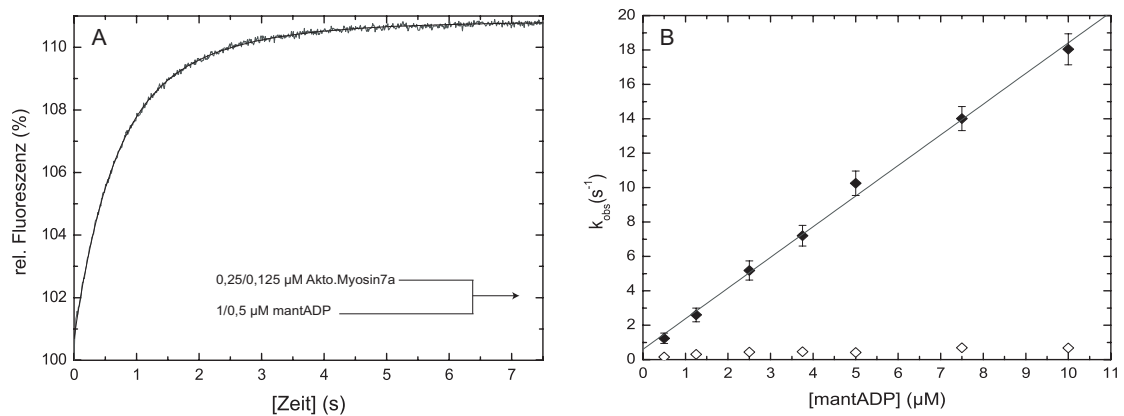 A
110
108
106
104
102
100
rel. Fluoreszenz (%)
0,25/0,125 µM Akto.Myosin7a
1/0,5 µM mantADP
0 1 2 3 4 5 6 7
[Zeit] (s)
B
20
18
16
14
12
10
8
6
4
2
0
k_obs(s⁻¹)
0 1 2 3 4 5 6 7 8 9 10 11
[mantADP] (µM)